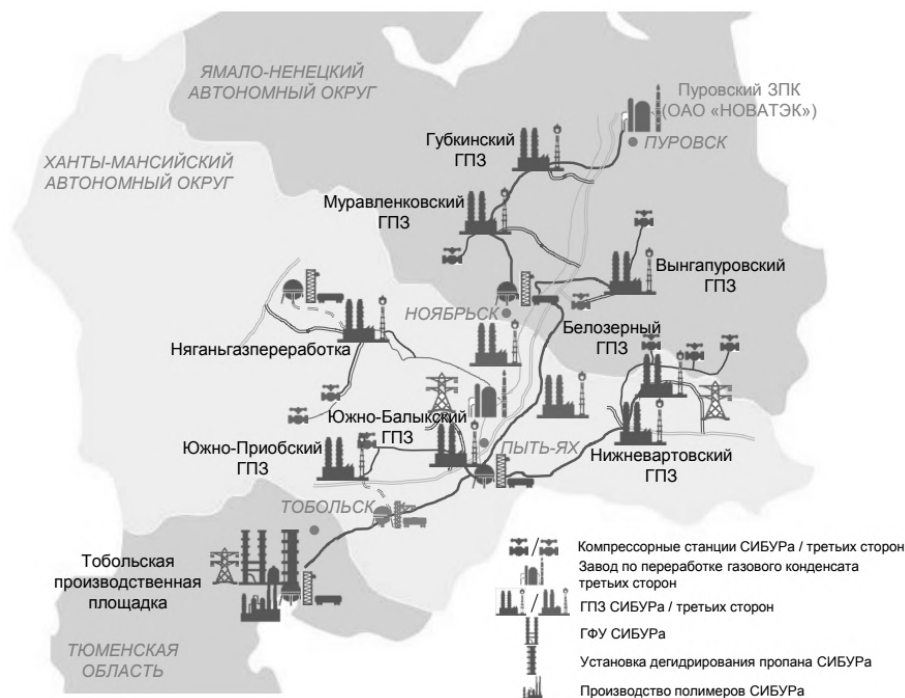 ЯМАЛО-НЕНЕЦКИЙ
АВТОНОМНЫЙ ОКРУГ
Пуровский ЗПК
(ОАО «НОВАТЭК»)
ПУРОВСК
Губкинский
ГПЗ
ХАНТЫ-МАНСИЙСКИЙ
АВТОНОМНЫЙ ОКРУГ
Муравленковский
ГПЗ
Вынгапуровский
ГПЗ
НОЯБРЬСК
Белозерный
ГПЗ
Няганьгазпереработка
Южно-Балыкский
ГПЗ
Южно-Приобский
ГПЗ
ПЫТЬ-ЯХ
Нижневартовский
ГПЗ
ТОБОЛЬСК
Тобольская
производственная
площадка
ТЮМЕНСКАЯ
ОБЛАСТЬ
/ Компрессорные станции СИБУРа / третьих сторон
Завод по переработке газового конденсата
третьих сторон
/ ГПЗ СИБУРа / третьих сторон
ГФУ СИБУРа
Установка дегидрирования пропана СИБУРа
Производство полимеров СИБУРа